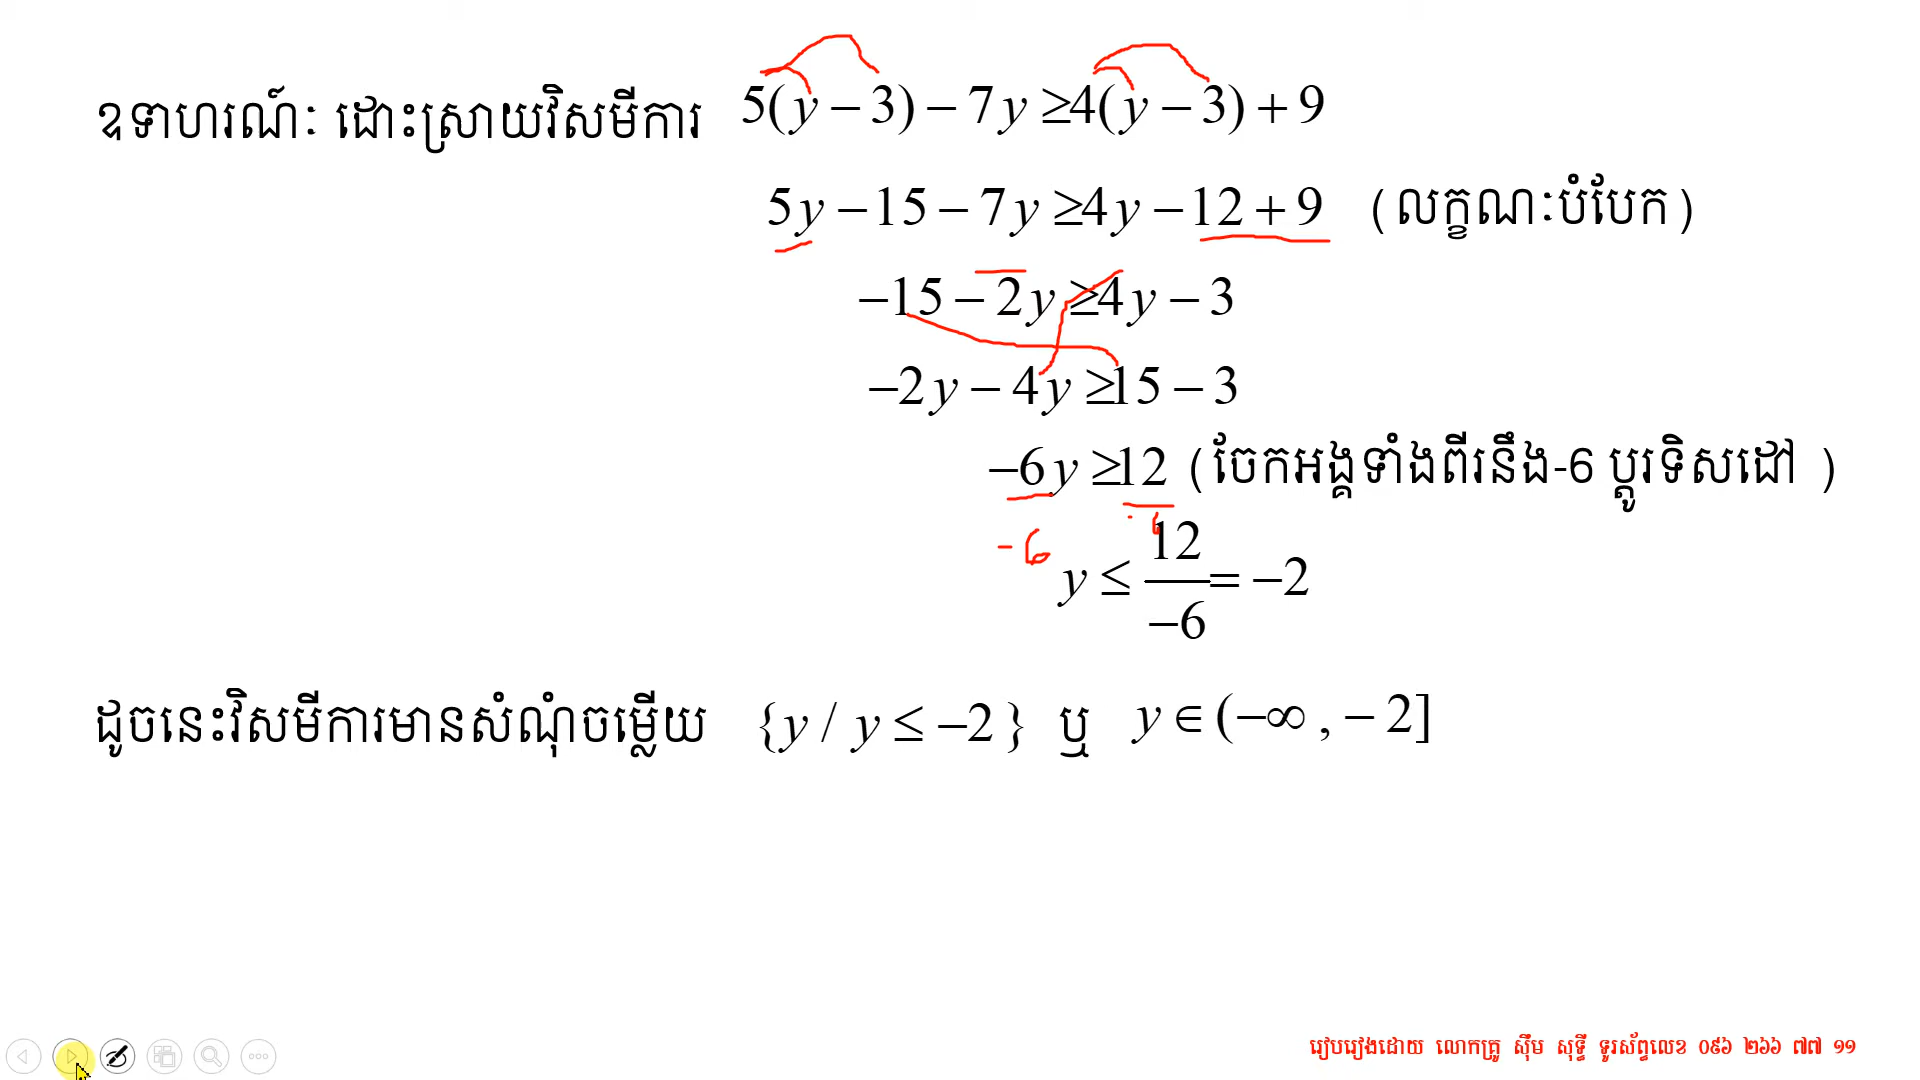 ឧទាហរណ៍ៈ ដោះស្រាយវិសមីការ 5(y − 3) − 7y ≥4(y − 3) + 9
5y − 15 − 7y ≥4y − 12 + 9 (លក្ខណៈបំបែក)
−15 − 2y ≥4y − 3
−2y − 4y ≥15 − 3
−6y ≥12 (ចែកអង្គទាំងពីរនឹង-6 ប្តូរទិសដៅ )
-6 -6
y ≤ 12/−6 = −2
ដូចនេះវិសមីការមានសំណុំចម្លើយ {y / y ≤ −2 } ឬ y ∈ (−∞ , − 2]
រៀបរៀងដោយ លោកគ្រូ ស៊ឹម សុទ្ធី ទូរស័ព្ទលេខ ០៩៦ ២៦៦ ៧៧ ១១